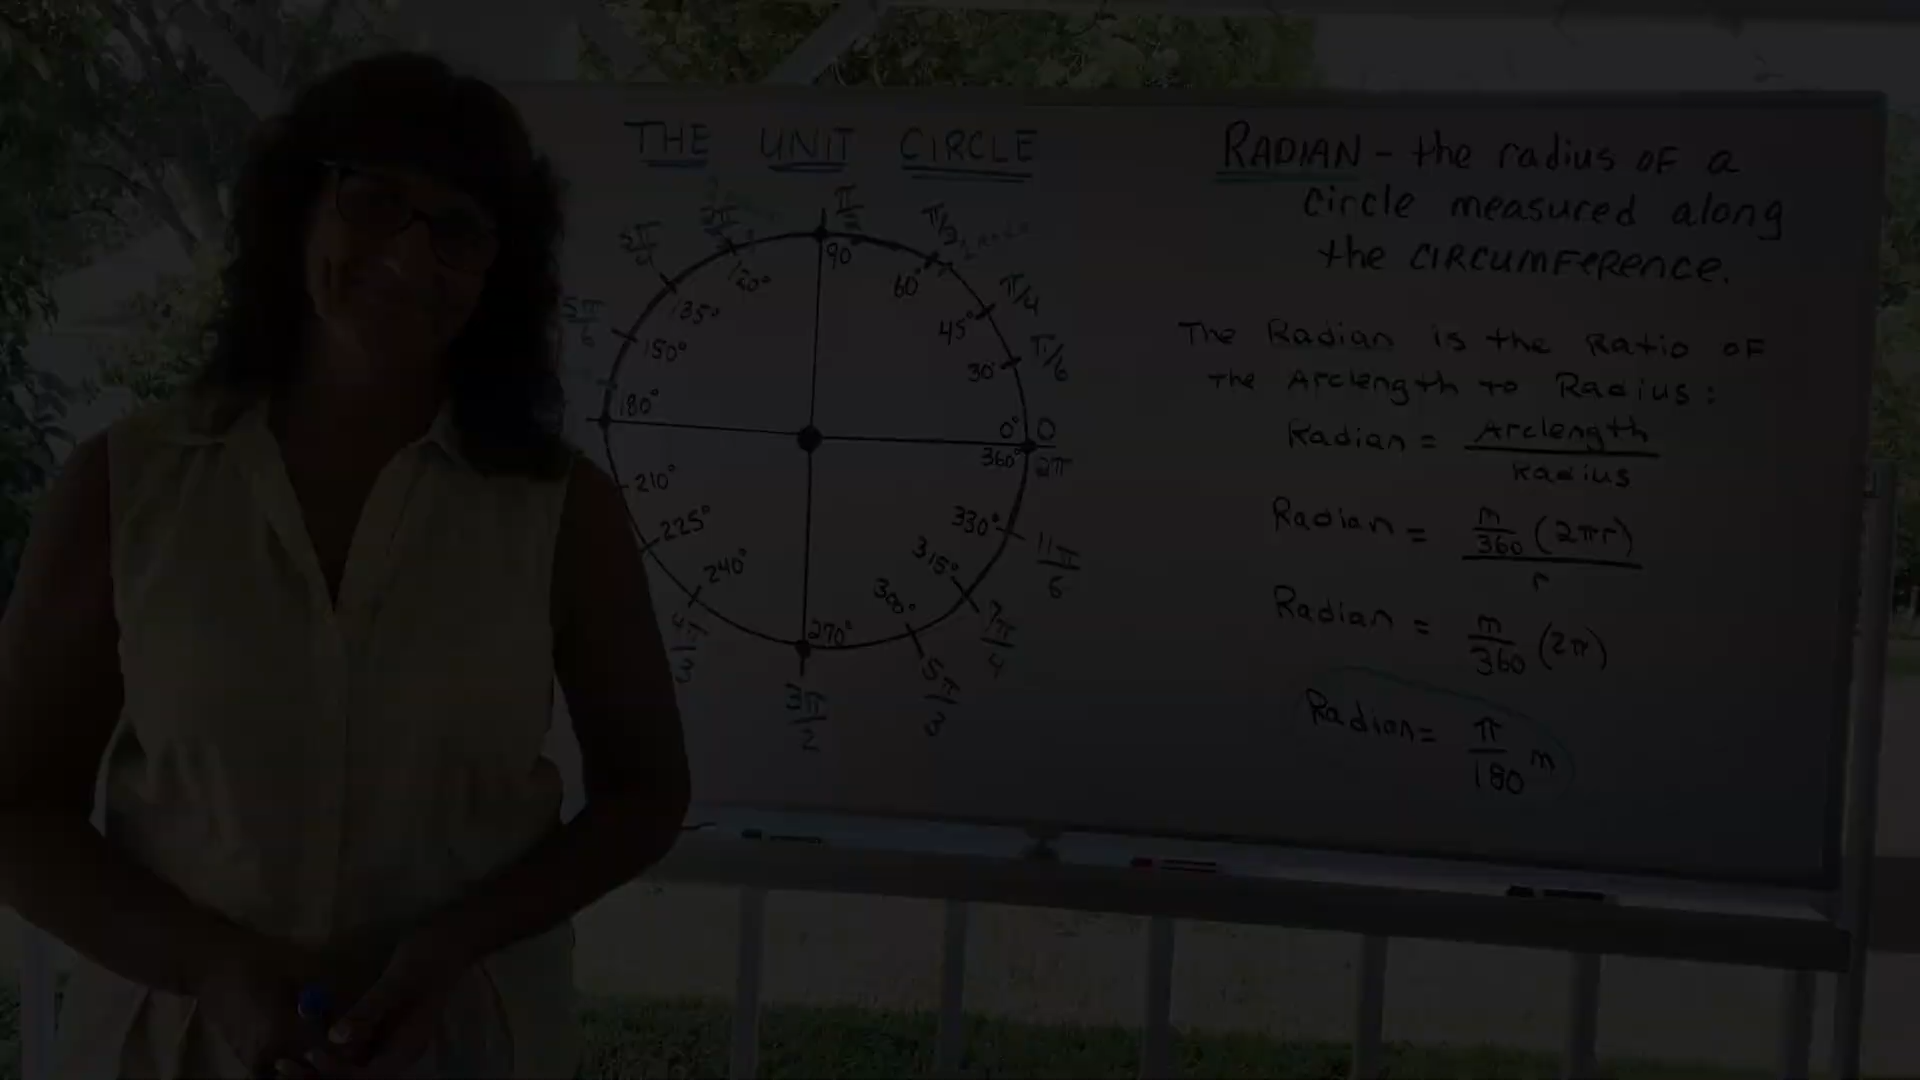 THE UNIT CIRCLE
π/2
π/3
π/4
π/6
3π/4
5π/6
90°
60°
45°
30°
0° 0
360° 2π
120°
135°
150°
180°
210°
225°
240°
270°
300°
315°
330°
4π/3
3π/2
5π/3
7π/4
11π/6
RADIAN - the radius OF a
circle measured along
the CIRCUMFERENCE.
The Radian is the Ratio OF
the Arclength to Radius:
Radian = Arclength
Radius
Radian = m/360 (2πr)
r
Radian = m/360 (2π)
Radian = π/180 m